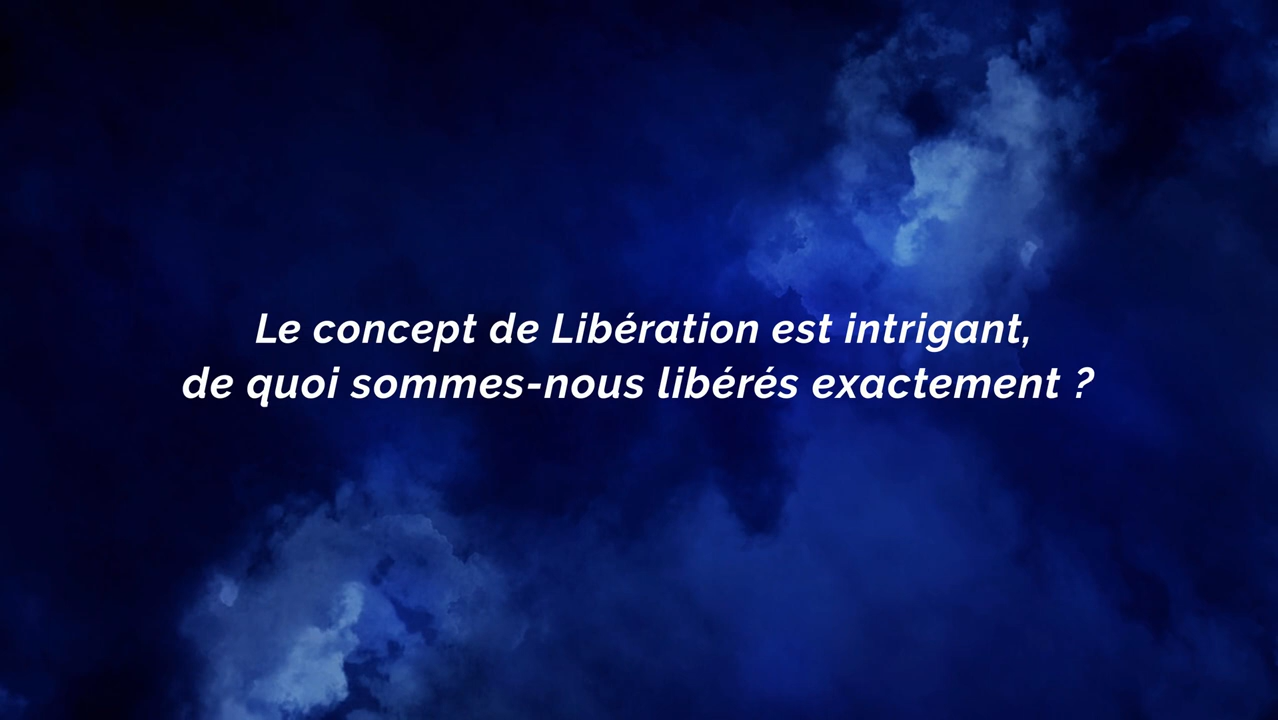 Le concept de Libération est intrigant,
de quoi sommes-nous libérés exactement ?